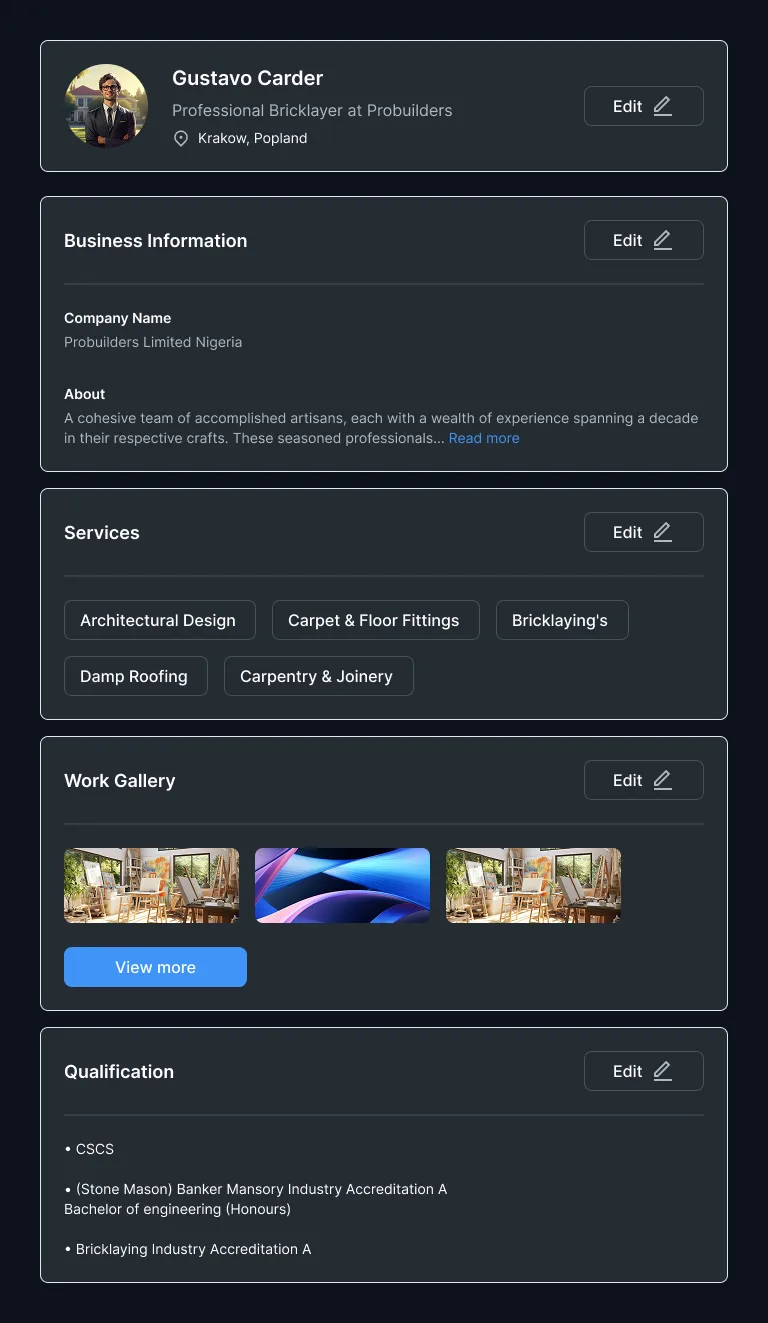 Gustavo Carder
Professional Bricklayer at Probuilders
Krakow, Popland
Edit
Business Information
Edit
Company Name
Probuilders Limited Nigeria
About
A cohesive team of accomplished artisans, each with a wealth of experience spanning a decade
in their respective crafts. These seasoned professionals... Read more
Services
Edit
Architectural Design
Carpet & Floor Fittings
Bricklaying's
Damp Roofing
Carpentry & Joinery
Work Gallery
Edit
View more
Qualification
Edit
• CSCS
• (Stone Mason) Banker Mansory Industry Accreditation A
Bachelor of engineering (Honours)
• Bricklaying Industry Accreditation A